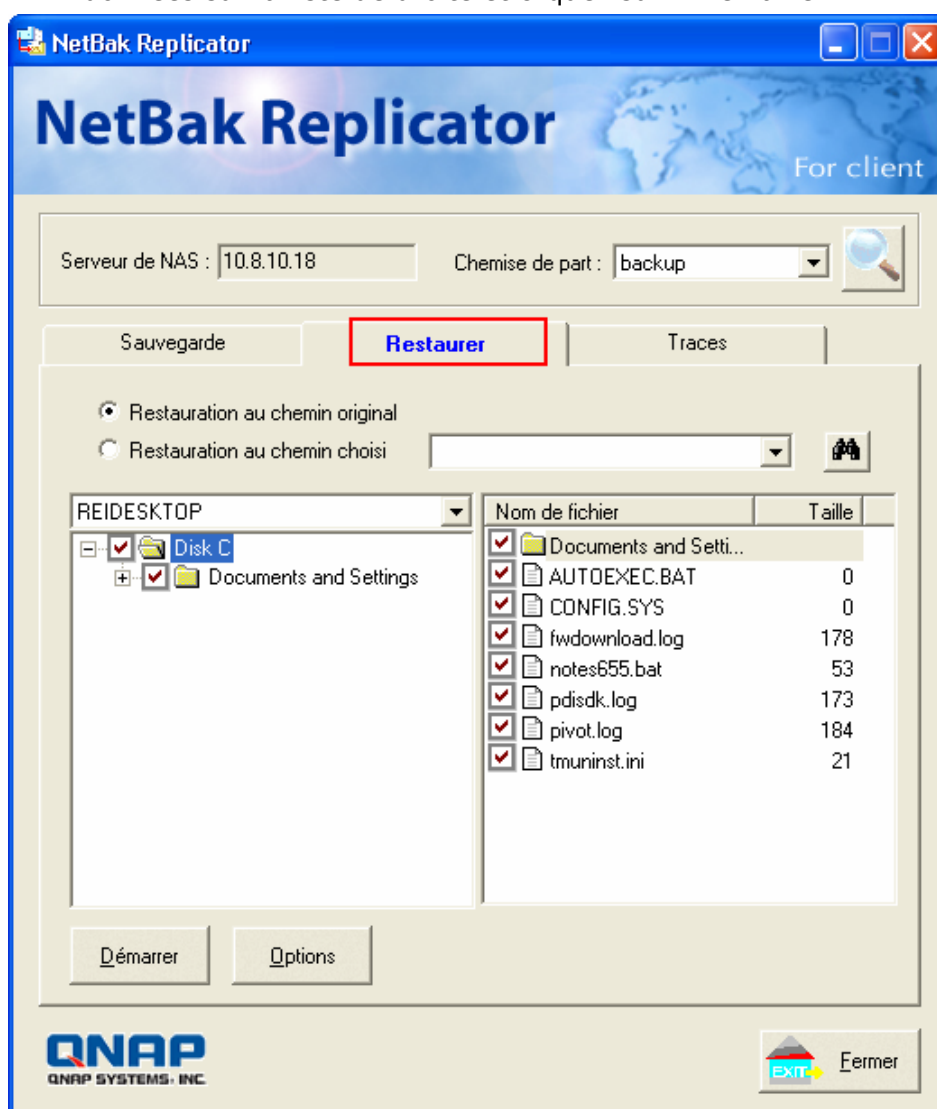 NetBak Replicator
NetBak Replicator
For client
Serveur de NAS : 10.8.10.18 Chemise de part : backup
Sauvegarde Restaurer Traces
Restauration au chemin original
Restauration au chemin choisi
REIDESKTOP
Disk C
Documents and Settings
Nom de fichier Taille
Documents and Setti...
AUTOEXEC.BAT 0
CONFIG.SYS 0
fwdownload.log 178
notes655.bat 53
pdisdk.log 173
pivot.log 184
tmuninst.ini 21
Démarrer Options
QNAP
QNAP SYSTEMS, INC.
EXIT Fermer